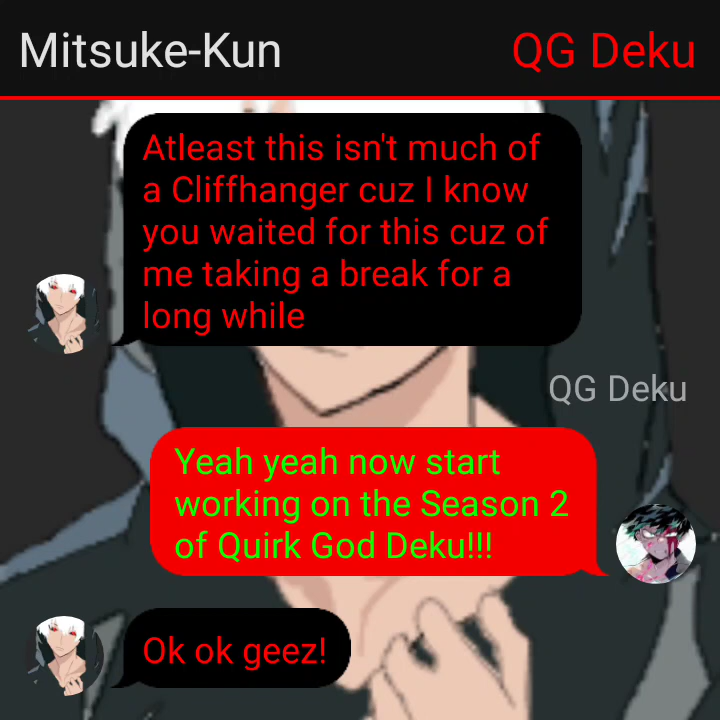 Mitsuke-Kun QG Deku
Atleast this isn't much of
a Cliffhanger cuz I know
you waited for this cuz of
me taking a break for a
long while
QG Deku
Yeah yeah now start
working on the Season 2
of Quirk God Deku!!!
Ok ok geez!